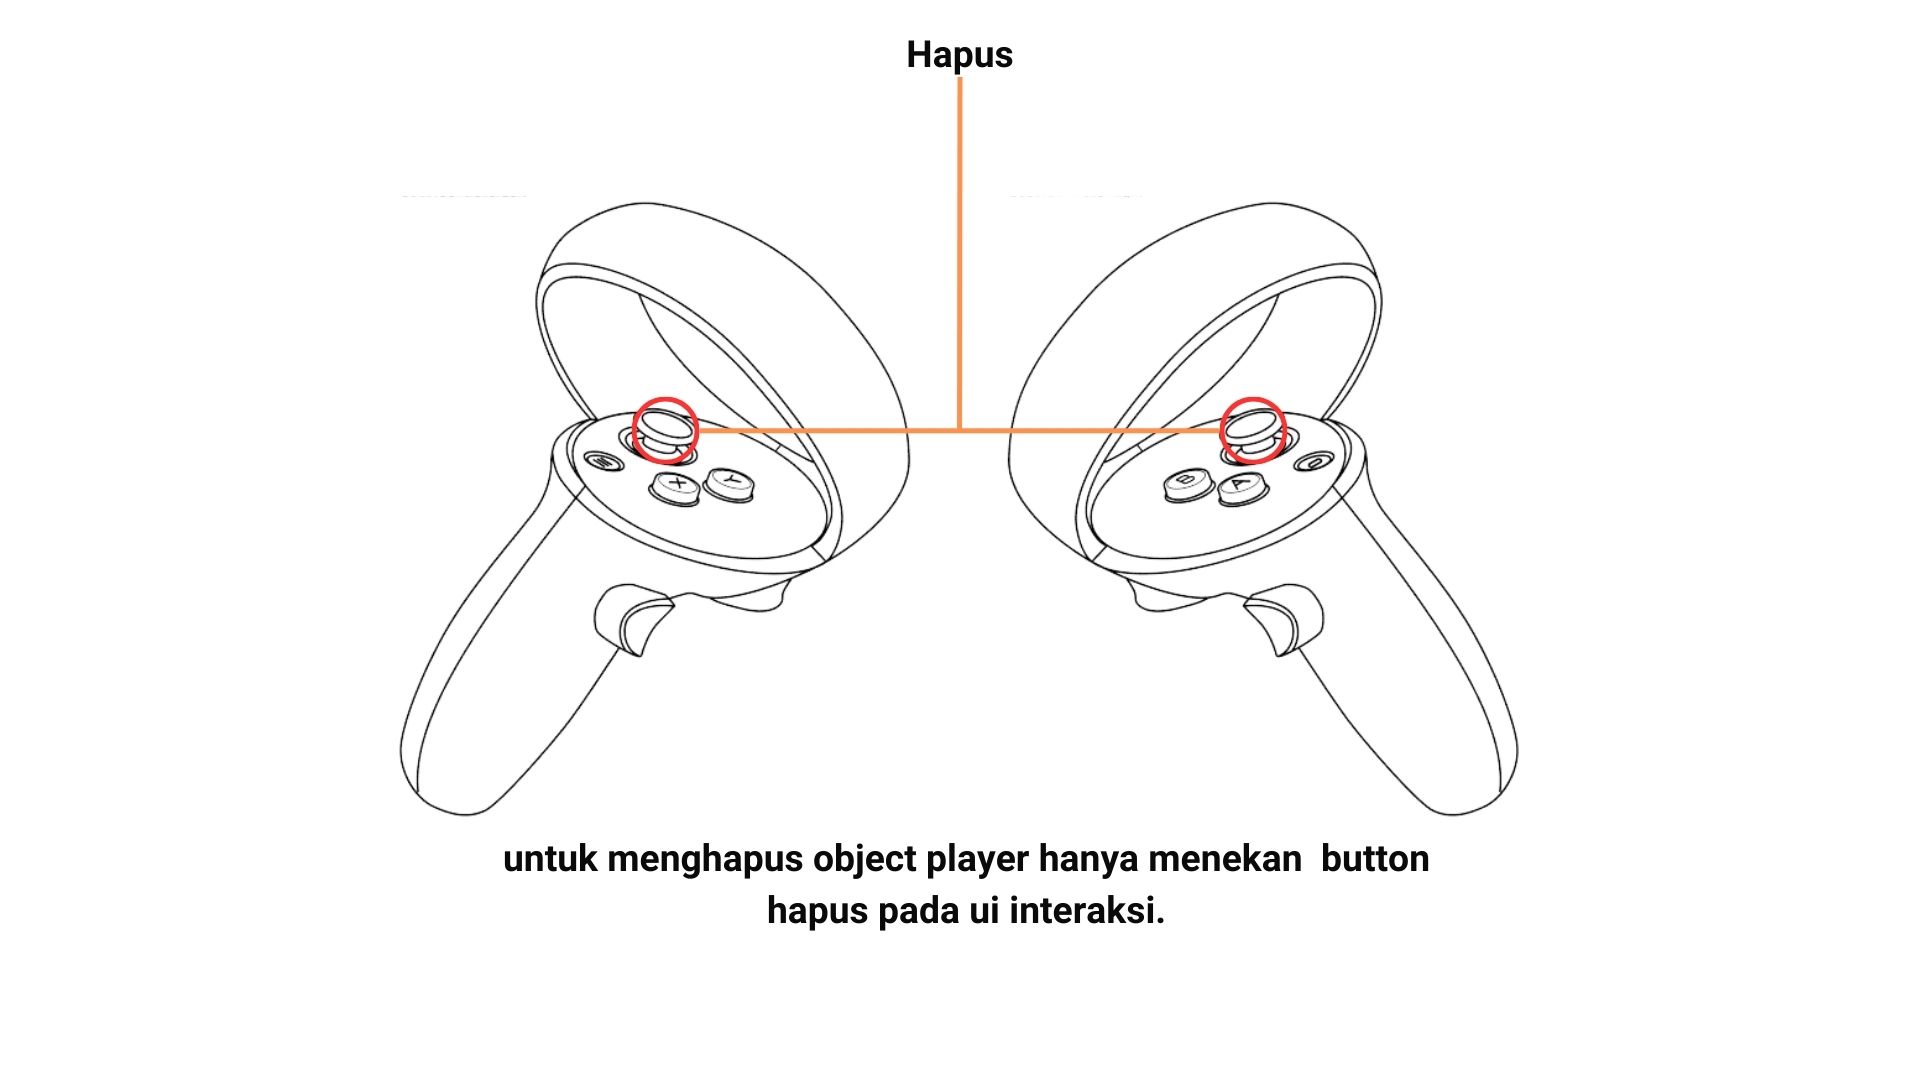 Hapus
X
Y
B
A
untuk menghapus object player hanya menekan  button
hapus pada ui interaksi.